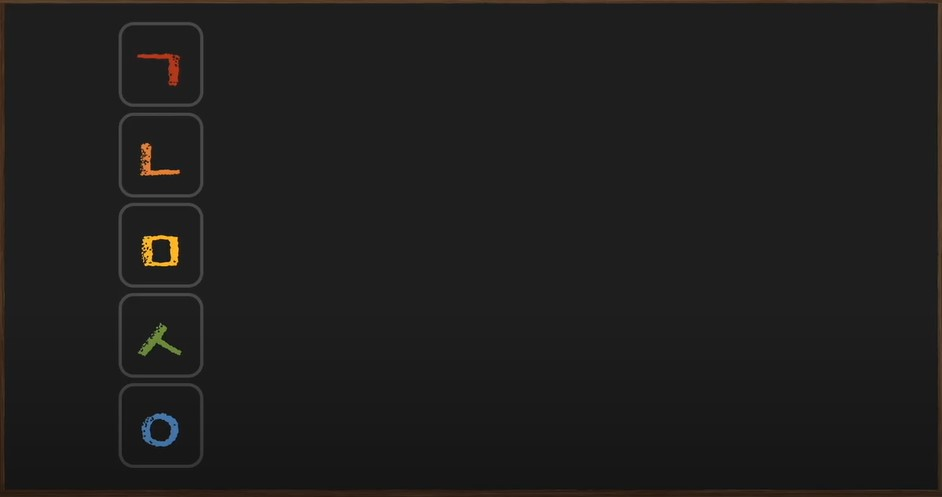 ㄱ
ㄴ
ㅁ
ㅅ
ㅇ